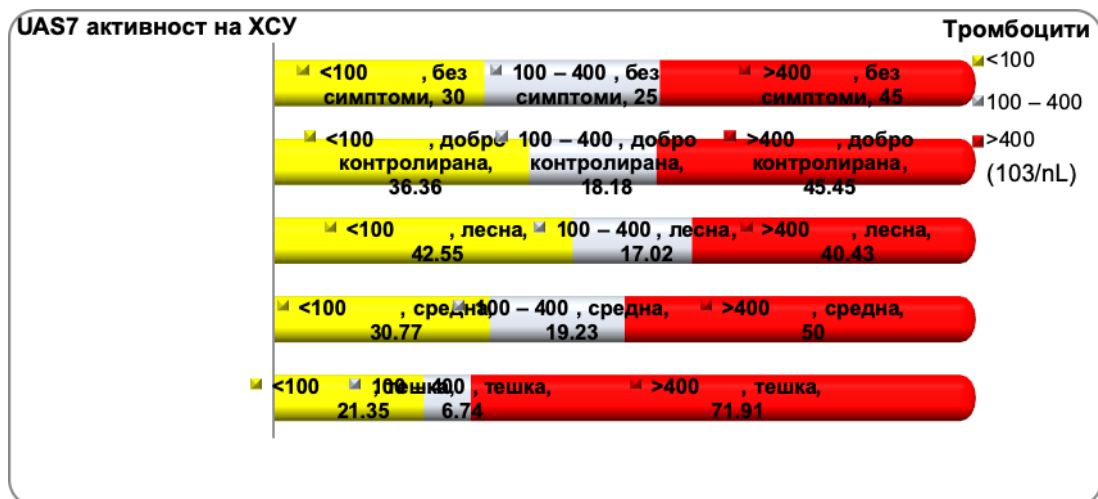 UAS7 активност на ХСУ
Тромбоцити
<100
100 – 400
>400
(103/nL)
<100 , без симптоми, 30
100 – 400 , без симптоми, 25
>400 , без симптоми, 45
<100 , добро контролирана, 36.36
100 – 400 , добро контролирана, 18.18
>400 , добро контролирана, 45.45
<100 , лесна, 42.55
100 – 400 , лесна, 17.02
>400 , лесна, 40.43
<100 , средна, 30.77
100 – 400 , средна, 19.23
>400 , средна, 50
<100 , тешка, 21.35
100 – 400 , тешка, 6.74
>400 , тешка, 71.91